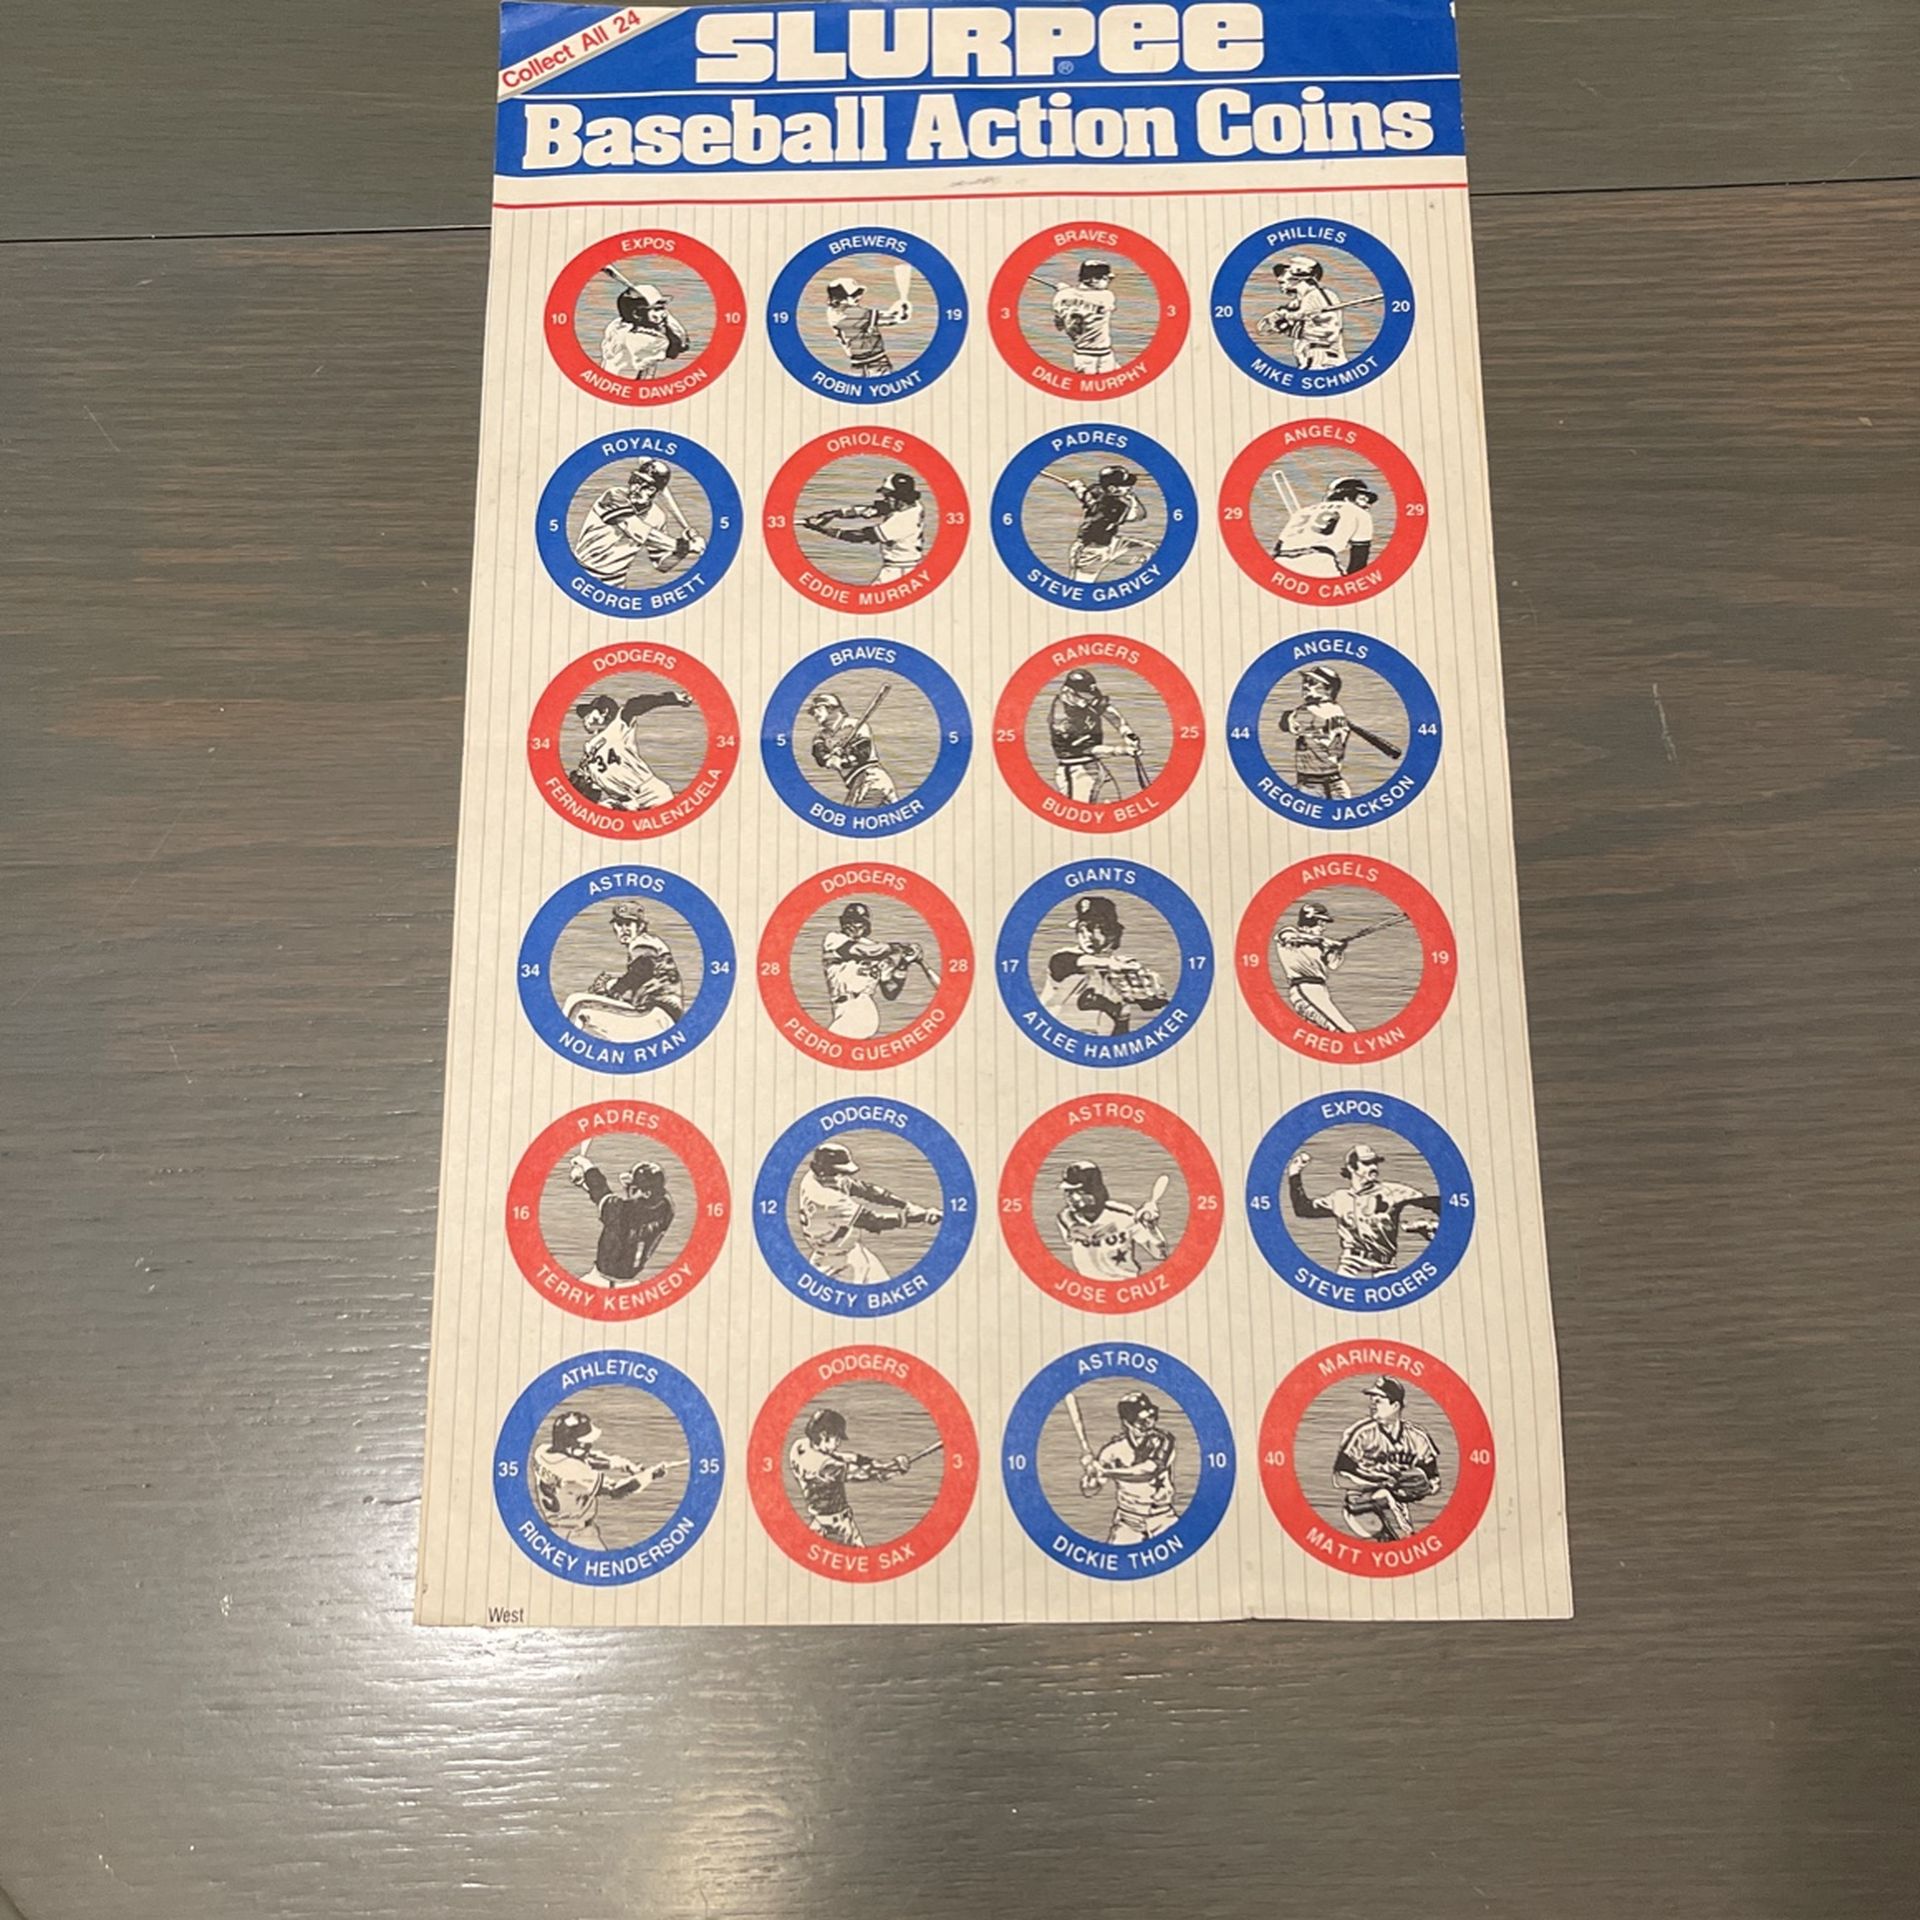 Collect All 24
SLURPEE®
Baseball Action Coins
EXPOS
10 10
ANDRE DAWSON
BREWERS
19 19
ROBIN YOUNT
BRAVES
3 3
MURPHY
DALE MURPHY
PHILLIES
20 20
MIKE SCHMIDT
ROYALS
5 5
GEORGE BRETT
ORIOLES
33 33
EDDIE MURRAY
PADRES
6 6
STEVE GARVEY
ANGELS
29 29
29
ROD CAREW
DODGERS
34 34
34
FERNANDO VALENZUELA
BRAVES
5 5
BOB HORNER
RANGERS
25 25
BUDDY BELL
ANGELS
44 44
REGGIE JACKSON
ASTROS
34 34
NOLAN RYAN
DODGERS
28 28
PEDRO GUERRERO
GIANTS
17 17
ATLEE HAMMAKER
ANGELS
19 19
FRED LYNN
PADRES
16 16
TERRY KENNEDY
DODGERS
12 12
DUSTY BAKER
ASTROS
25 25
JOSE CRUZ
EXPOS
45 45
STEVE ROGERS
ATHLETICS
35 35
RICKEY HENDERSON
DODGERS
3 3
STEVE SAX
ASTROS
10 10
DICKIE THON
MARINERS
40 40
MATT YOUNG
West